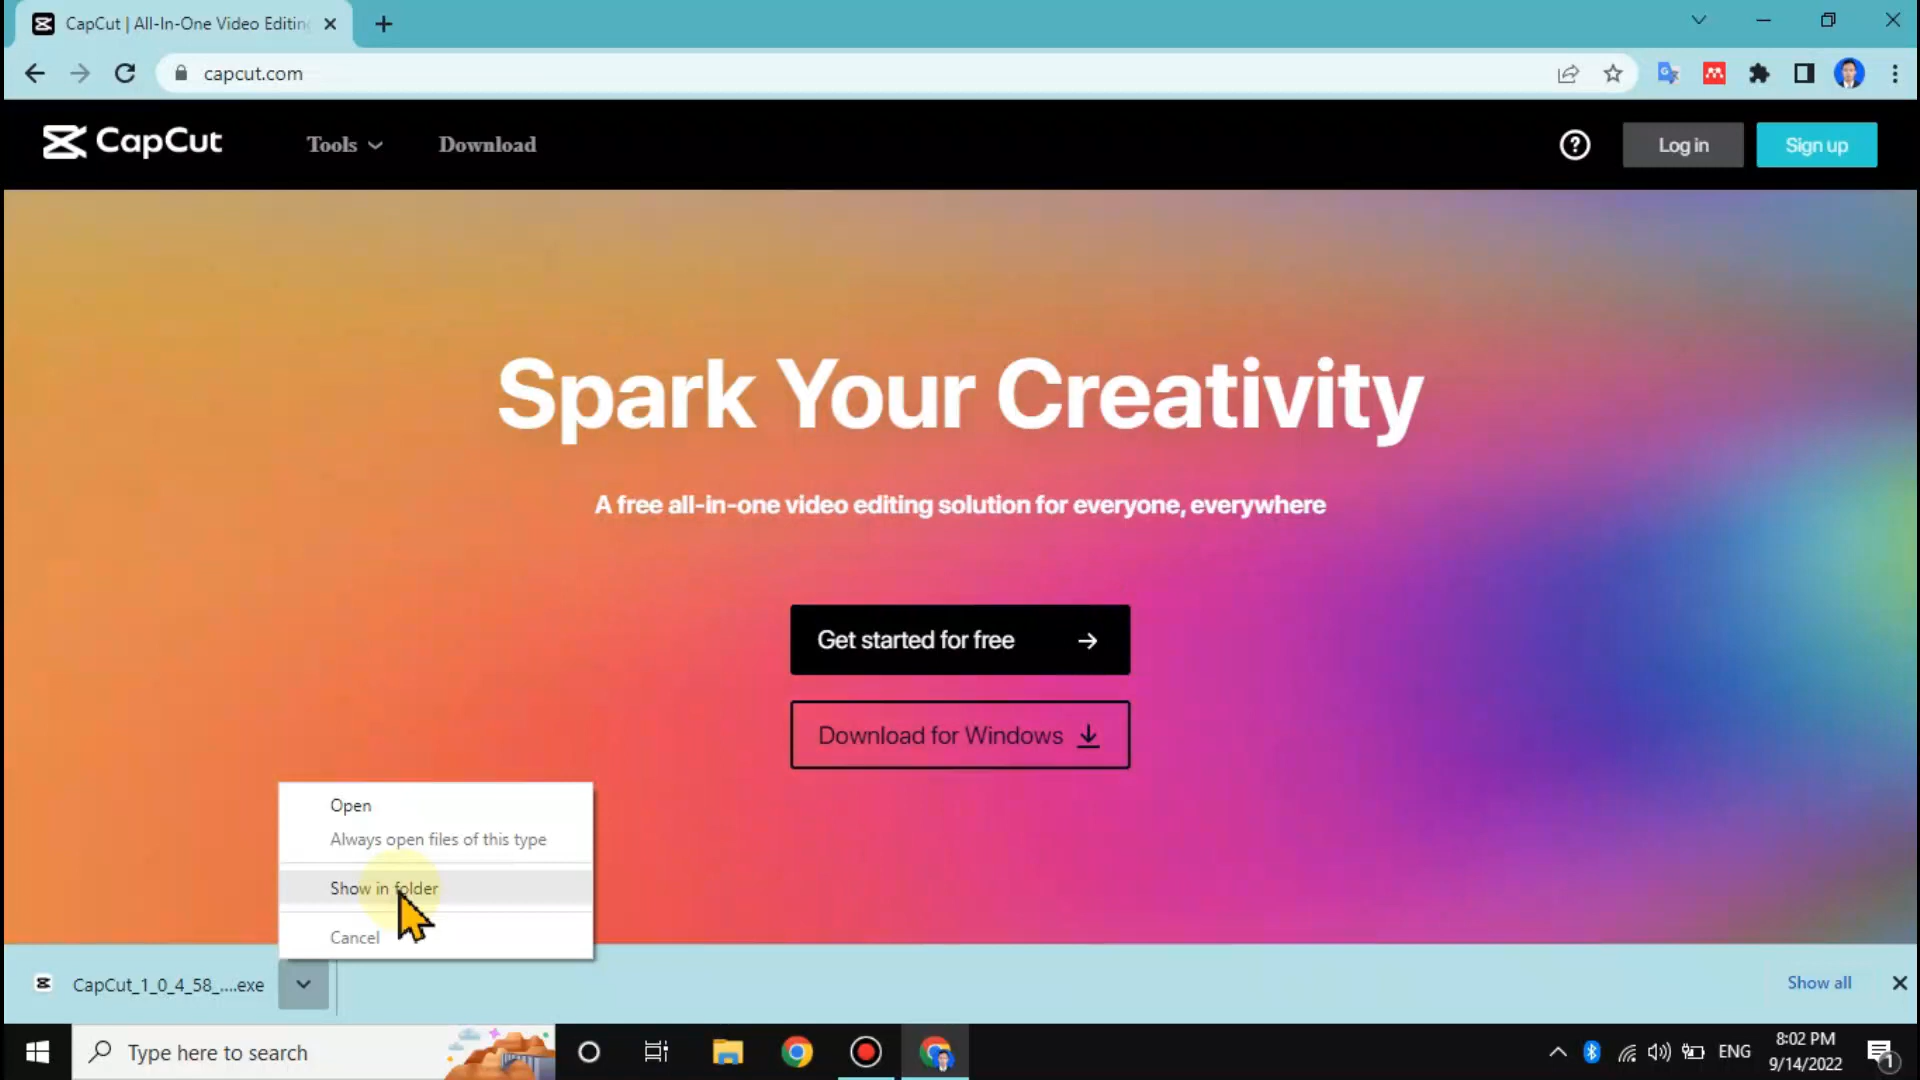 CapCut | All-In-One Video Editing
capcut.com
CapCut
Tools
Download
Log in
Sign up
Spark Your Creativity
A free all-in-one video editing solution for everyone, everywhere
Get started for free
Download for Windows
Open
Always open files of this type
Show in folder
Cancel
CapCut_1_0_4_58_....exe
Show all
Type here to search
ENG
8:02 PM
9/14/2022
1